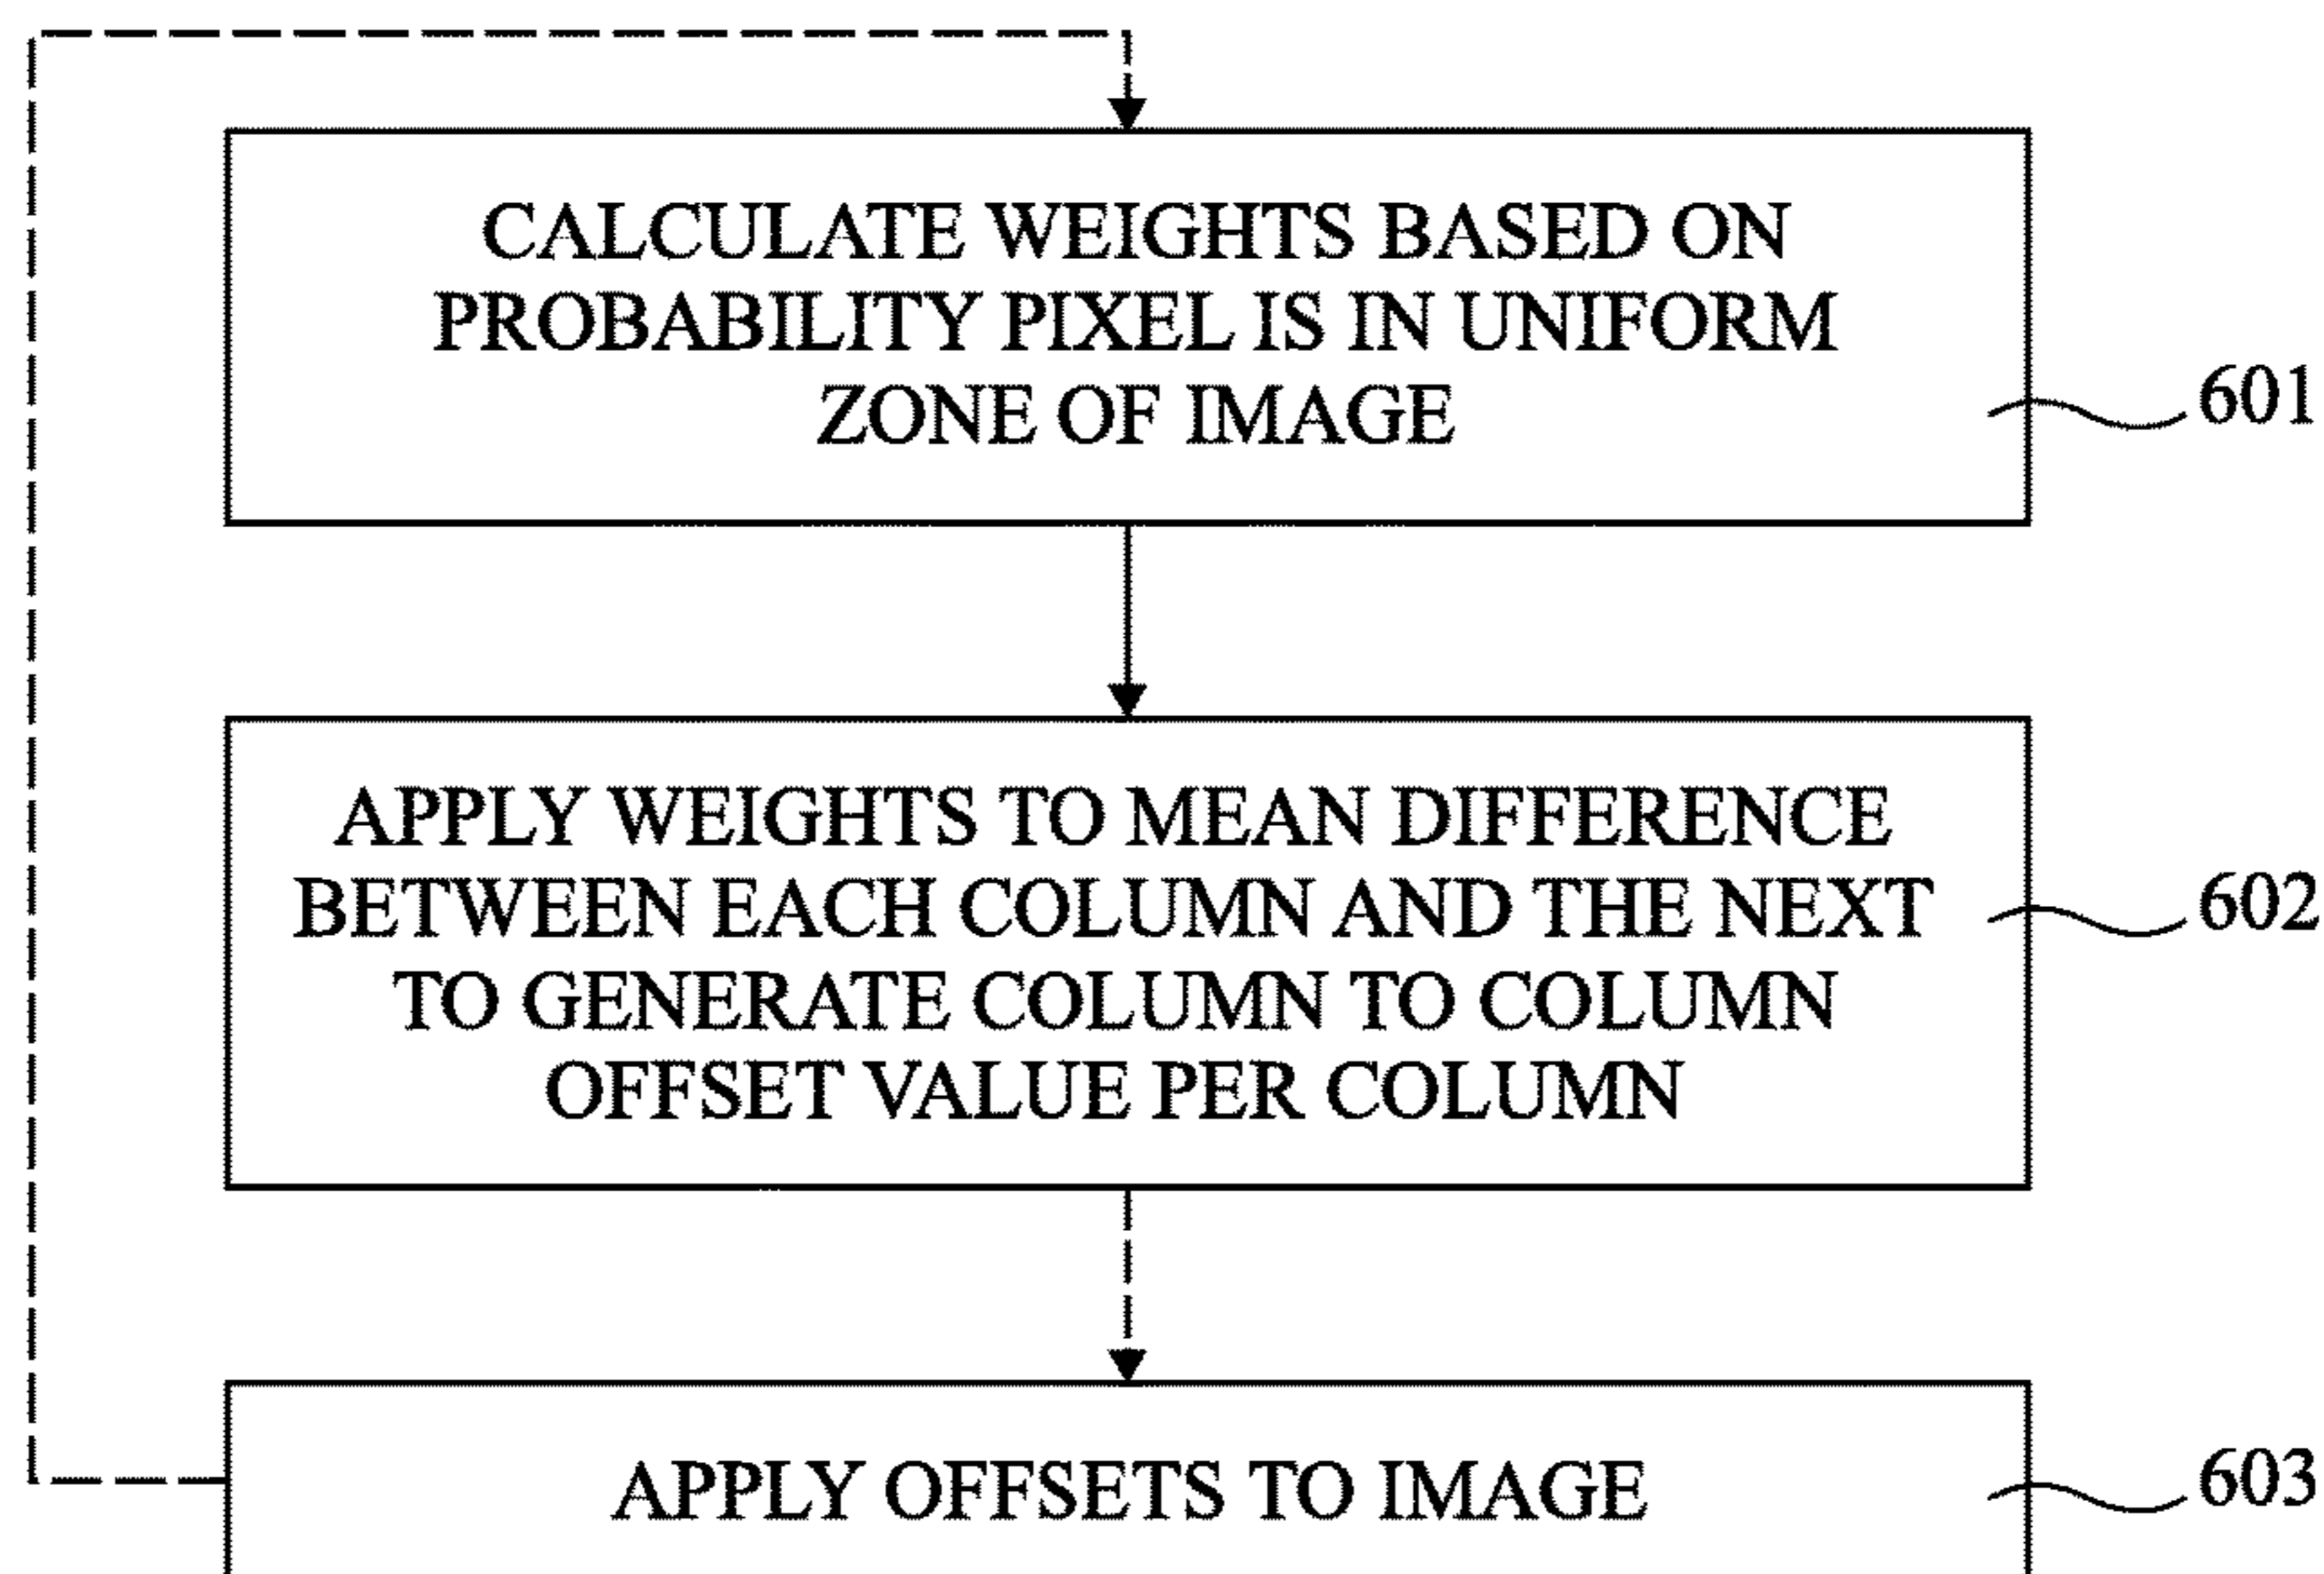 CALCULATE WEIGHTS BASED ON
PROBABILITY PIXEL IS IN UNIFORM
ZONE OF IMAGE
601
APPLY WEIGHTS TO MEAN DIFFERENCE
BETWEEN EACH COLUMN AND THE NEXT
TO GENERATE COLUMN TO COLUMN
OFFSET VALUE PER COLUMN
602
APPLY OFFSETS TO IMAGE
603